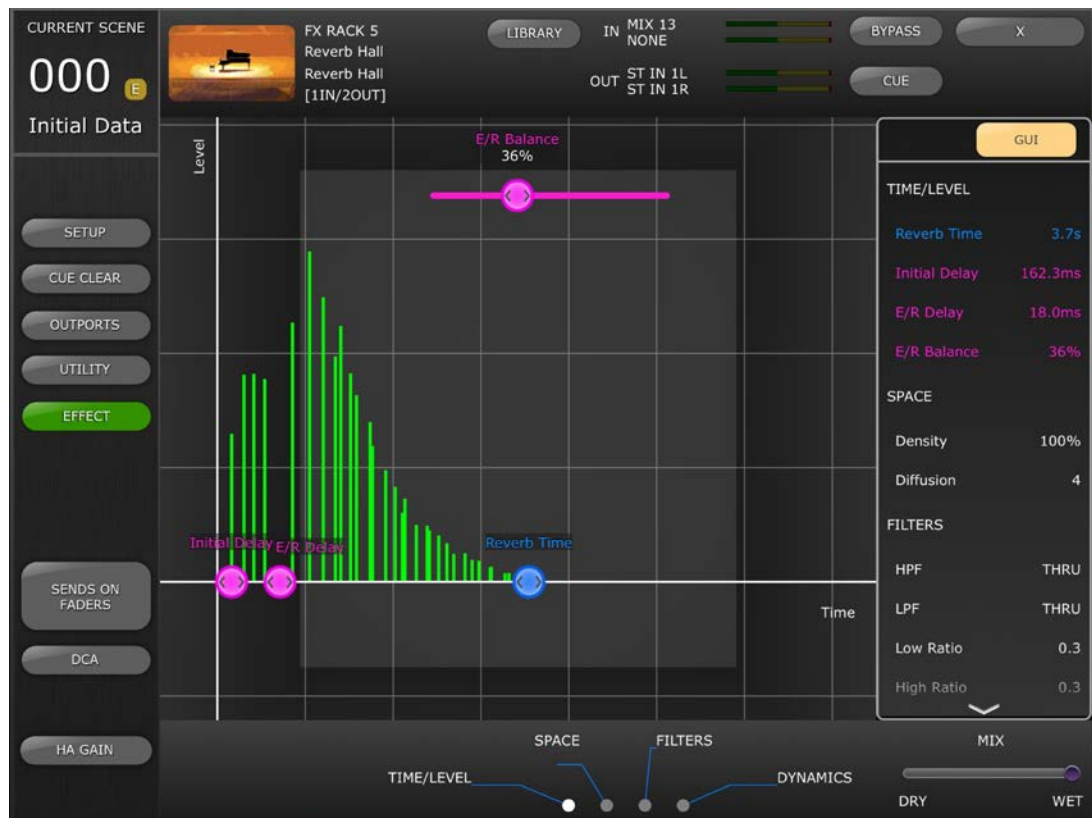 CURRENT SCENE
000 E
Initial Data
SETUP
CUE CLEAR
OUTPORTS
UTILITY
EFFECT
SENDS ON
FADERS
DCA
HA GAIN
FX RACK 5
Reverb Hall
Reverb Hall
[1IN/2OUT]
LIBRARY
IN MIX 13
NONE
OUT ST IN 1L
ST IN 1R
BYPASS
X
CUE
Level
E/R Balance
36%
Initial Delay
E/R Delay
Reverb Time
Time
GUI
TIME/LEVEL
Reverb Time 3.7s
Initial Delay 162.3ms
E/R Delay 18.0ms
E/R Balance 36%
SPACE
Density 100%
Diffusion 4
FILTERS
HPF THRU
LPF THRU
Low Ratio 0.3
High Ratio 0.3
SPACE FILTERS
TIME/LEVEL DYNAMICS
MIX
DRY WET